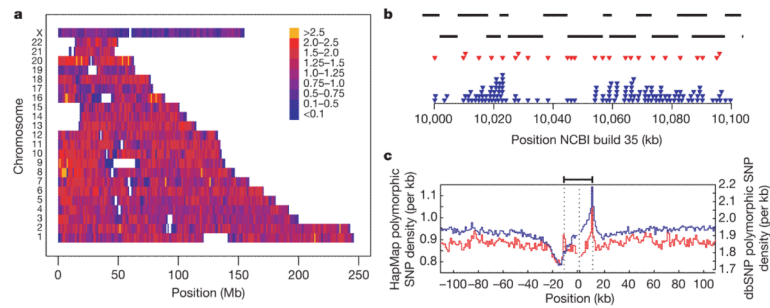 a
Chromosome
X
22
21
20
19
18
17
16
15
14
13
12
11
10
9
8
7
6
5
4
3
2
1
>2.5
2.0–2.5
1.5–2.0
1.25–1.5
1.0–1.25
0.75–1.0
0.5–0.75
0.1–0.5
<0.1
0 50 100 150 200 250
Position (Mb)
b
10,000 10,020 10,040 10,060 10,080 10,100
Position NCBI build 35 (kb)
c
HapMap polymorphic
SNP density (per kb)
1.1
1.0
0.9
0.8
2.2
2.1
2.0
1.9
1.8
1.7
dbSNP polymorphic SNP
density (per kb)
–100 –80 –60 –40 –20 0 20 40 60 80 100
Position (kb)